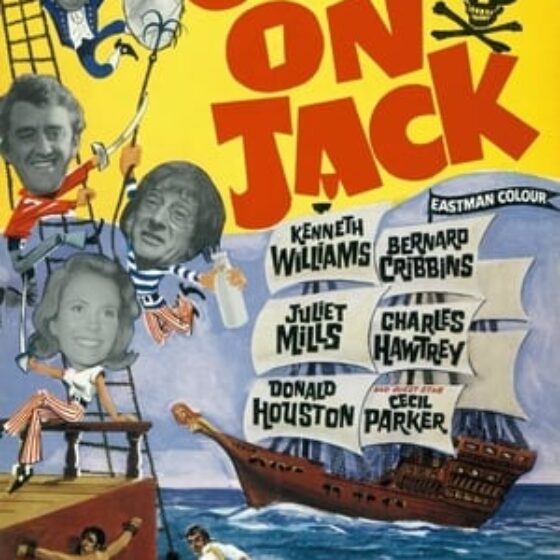 ON
JACK
EASTMAN COLOUR
KENNETH
WILLIAMS
BERNARD
CRIBBINS
JULIET
MILLS
CHARLES
HAWTREY
DONALD
HOUSTON
AND GUEST STAR
CECIL
PARKER